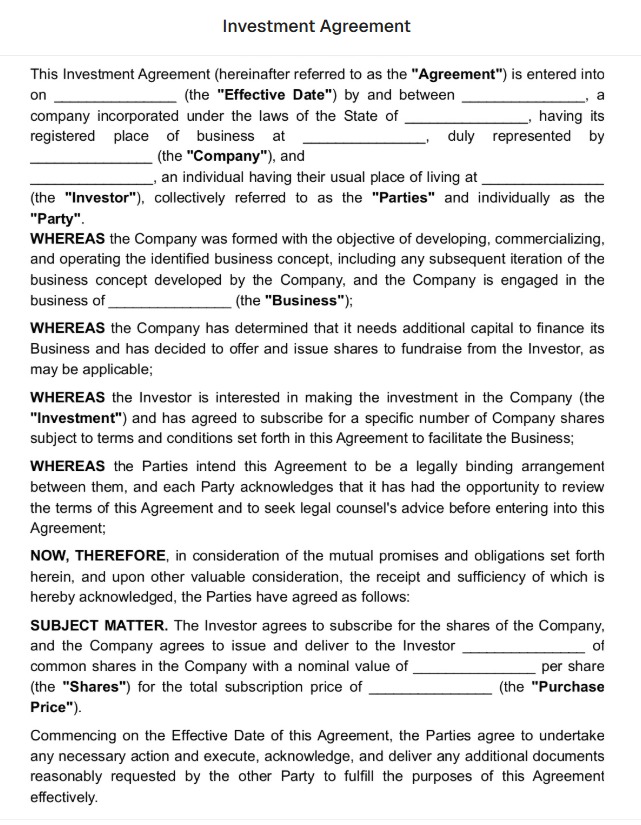 Investment Agreement
This Investment Agreement (hereinafter referred to as the "Agreement") is entered into
on _______________ (the "Effective Date") by and between _______________, a
company incorporated under the laws of the State of _______________, having its
registered place of business at _______________, duly represented by
_______________ (the "Company"), and
_______________, an individual having their usual place of living at _______________
(the "Investor"), collectively referred to as the "Parties" and individually as the
"Party".
WHEREAS the Company was formed with the objective of developing, commercializing,
and operating the identified business concept, including any subsequent iteration of the
business concept developed by the Company, and the Company is engaged in the
business of _______________ (the "Business");
WHEREAS the Company has determined that it needs additional capital to finance its
Business and has decided to offer and issue shares to fundraise from the Investor, as
may be applicable;
WHEREAS the Investor is interested in making the investment in the Company (the
"Investment") and has agreed to subscribe for a specific number of Company shares
subject to terms and conditions set forth in this Agreement to facilitate the Business;
WHEREAS the Parties intend this Agreement to be a legally binding arrangement
between them, and each Party acknowledges that it has had the opportunity to review
the terms of this Agreement and to seek legal counsel's advice before entering into this
Agreement;
NOW, THEREFORE, in consideration of the mutual promises and obligations set forth
herein, and upon other valuable consideration, the receipt and sufficiency of which is
hereby acknowledged, the Parties have agreed as follows:
SUBJECT MATTER. The Investor agrees to subscribe for the shares of the Company,
and the Company agrees to issue and deliver to the Investor _______________ of
common shares in the Company with a nominal value of _______________ per share
(the "Shares") for the total subscription price of _______________ (the "Purchase
Price").
Commencing on the Effective Date of this Agreement, the Parties agree to undertake
any necessary action and execute, acknowledge, and deliver any additional documents
reasonably requested by the other Party to fulfill the purposes of this Agreement
effectively.